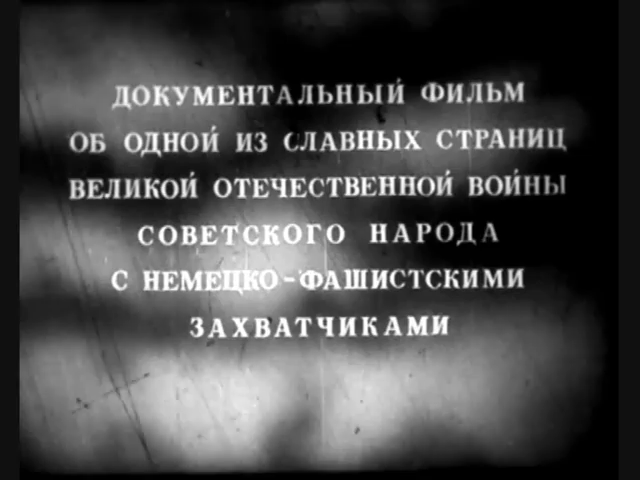 ДОКУМЕНТАЛЬНЫЙ ФИЛЬМ
ОБ ОДНОЙ ИЗ СЛАВНЫХ СТРАНИЦ
ВЕЛИКОЙ ОТЕЧЕСТВЕННОЙ ВОЙНЫ
СОВЕТСКОГО НАРОДА
С НЕМЕЦКО-ФАШИСТСКИМИ
ЗАХВАТЧИКАМИ